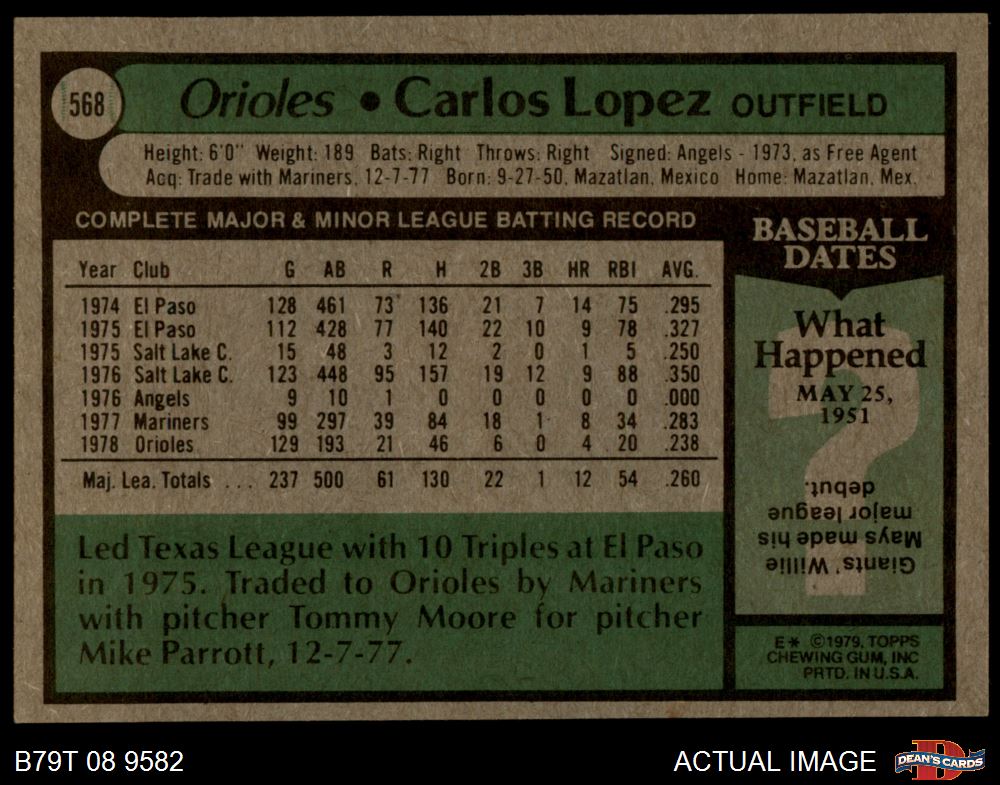 568
Orioles • Carlos Lopez OUTFIELD
Height: 6'0" Weight: 189 Bats: Right Throws: Right Signed: Angels - 1973, as Free Agent
Acq: Trade with Mariners, 12-7-77 Born: 9-27-50, Mazatlan, Mexico Home: Mazatlan, Mex.
COMPLETE MAJOR & MINOR LEAGUE BATTING RECORD
Year Club G AB R H 2B 3B HR RBI AVG.
1974 El Paso 128 461 73 136 21 7 14 75 .295
1975 El Paso 112 428 77 140 22 10 9 78 .327
1975 Salt Lake C. 15 48 3 12 2 0 1 5 .250
1976 Salt Lake C. 123 448 95 157 19 12 9 88 .350
1976 Angels 9 10 1 0 0 0 0 0 .000
1977 Mariners 99 297 39 84 18 1 8 34 .283
1978 Orioles 129 193 21 46 6 0 4 20 .238
Maj. Lea. Totals ... 237 500 61 130 22 1 12 54 .260
Led Texas League with 10 Triples at El Paso
in 1975. Traded to Orioles by Mariners
with pitcher Tommy Moore for pitcher
Mike Parrott, 12-7-77.
BASEBALL
DATES
What
Happened
MAY 25,
1951
?
Giants' Willie
Mays made his
major league
debut.
E* ©1979, TOPPS
CHEWING GUM, INC
PRTD. IN U.S.A.
B79T 08 9582
ACTUAL IMAGE
DEAN'S CARDS